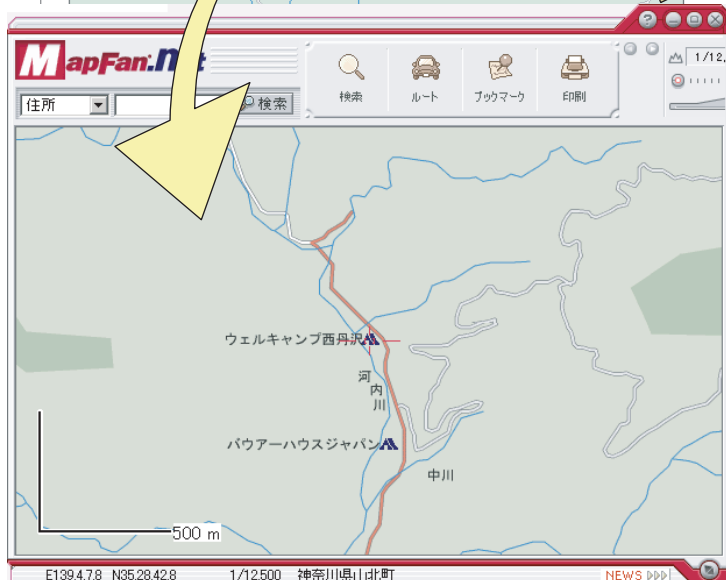 MapFan.Net
1/12,
住所
検索
検索
ルート
ブックマーク
印刷
ウェルキャンプ西丹沢
河内川
バウアーハウスジャパン
中川
500 m
E139.4.7.8 N35.28.42.8
1/12500
神奈川県山北町
NEWS